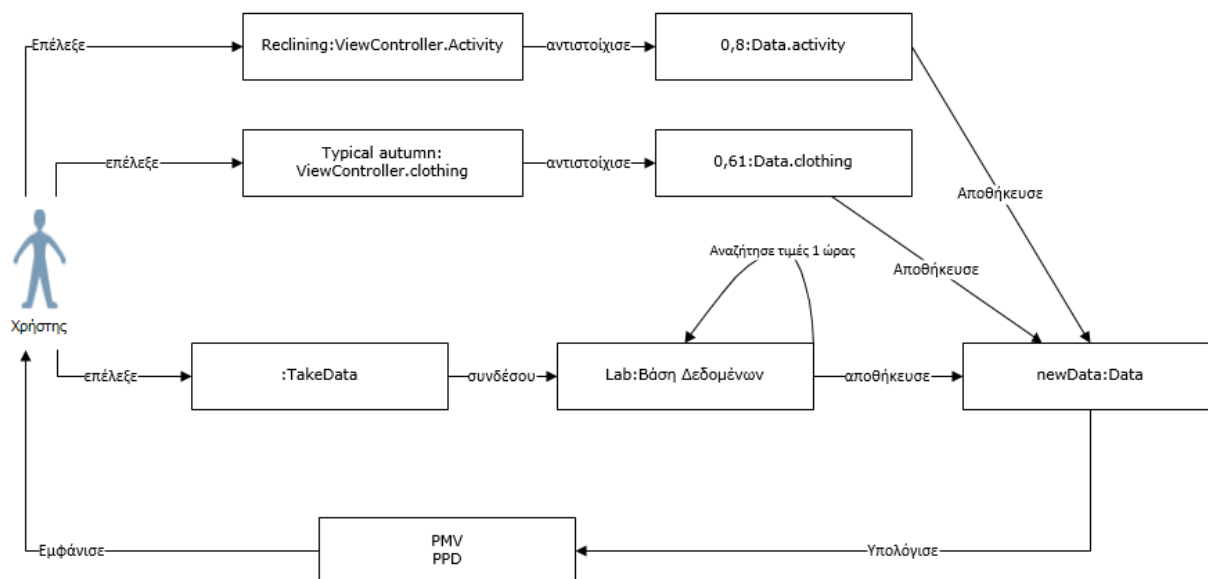 Επέλεξε
Reclining:ViewController.Activity
αντιστοίχισε
0,8:Data.activity
επέλεξε
Typical autumn:
ViewController.clothing
αντιστοίχισε
0,61:Data.clothing
Αποθήκευσε
Αναζήτησε τιμές 1 ώρας
Αποθήκευσε
Χρήστης
επέλεξε
:TakeData
συνδέσου
Lab:Βάση Δεδομένων
αποθήκευσε
newData:Data
Εμφάνισε
PMV
PPD
Υπολόγισε